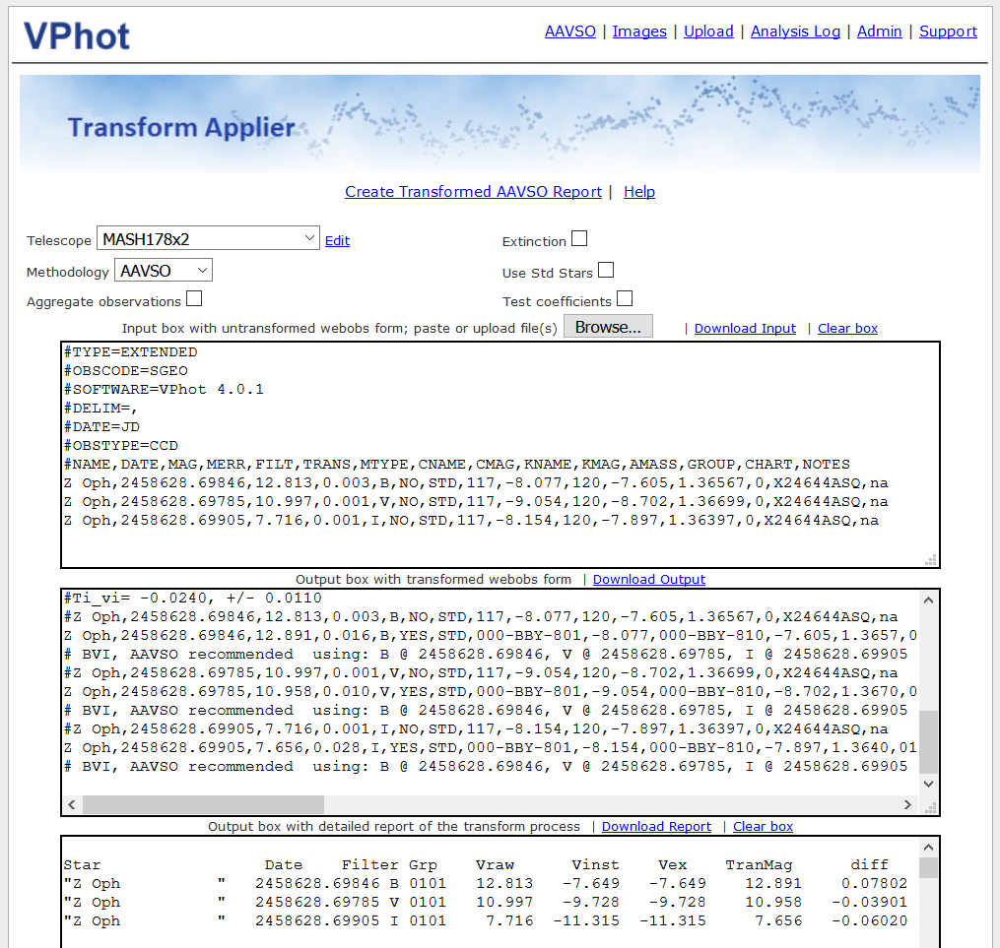 VPhot
AAVSO | Images | Upload | Analysis Log | Admin | Support
Transform Applier
Create Transformed AAVSO Report | Help
Telescope MASH178x2 Edit Extinction
Methodology AAVSO Use Std Stars
Aggregate observations Test coefficients
Input box with untransformed webobs form; paste or upload file(s) Browse... | Download Input | Clear box
#TYPE=EXTENDED
#OBSCODE=SGEO
#SOFTWARE=VPhot 4.0.1
#DELIM=,
#DATE=JD
#OBSTYPE=CCD
#NAME,DATE,MAG,MERR,FILT,TRANS,MTYPE,CNAME,CMAG,KNAME,KMAG,AMASS,GROUP,CHART,NOTES
Z Oph,2458628.69846,12.813,0.003,B,NO,STD,117,-8.077,120,-7.605,1.36567,0,X24644ASQ,na
Z Oph,2458628.69785,10.997,0.001,V,NO,STD,117,-9.054,120,-8.702,1.36699,0,X24644ASQ,na
Z Oph,2458628.69905,7.716,0.001,I,NO,STD,117,-8.154,120,-7.897,1.36397,0,X24644ASQ,na
Output box with transformed webobs form | Download Output
#Ti_vi= -0.0240, +/- 0.0110
#Z Oph,2458628.69846,12.813,0.003,B,NO,STD,117,-8.077,120,-7.605,1.36567,0,X24644ASQ,na
Z Oph,2458628.69846,12.891,0.016,B,YES,STD,000-BBY-801,-8.077,000-BBY-810,-7.605,1.3657,0
# BVI, AAVSO recommended using: B @ 2458628.69846, V @ 2458628.69785, I @ 2458628.69905
#Z Oph,2458628.69785,10.997,0.001,V,NO,STD,117,-9.054,120,-8.702,1.36699,0,X24644ASQ,na
Z Oph,2458628.69785,10.958,0.010,V,YES,STD,000-BBY-801,-9.054,000-BBY-810,-8.702,1.3670,0
# BVI, AAVSO recommended using: B @ 2458628.69846, V @ 2458628.69785, I @ 2458628.69905
#Z Oph,2458628.69905,7.716,0.001,I,NO,STD,117,-8.154,120,-7.897,1.36397,0,X24644ASQ,na
Z Oph,2458628.69905,7.656,0.028,I,YES,STD,000-BBY-801,-8.154,000-BBY-810,-7.897,1.3640,01
# BVI, AAVSO recommended using: B @ 2458628.69846, V @ 2458628.69785, I @ 2458628.69905
Output box with detailed report of the transform process | Download Report | Clear box
Star Date Filter Grp Vraw Vinst Vex TranMag diff
"Z Oph " 2458628.69846 B 0101 12.813 -7.649 -7.649 12.891 0.07802
"Z Oph " 2458628.69785 V 0101 10.997 -9.728 -9.728 10.958 -0.03901
"Z Oph " 2458628.69905 I 0101 7.716 -11.315 -11.315 7.656 -0.06020